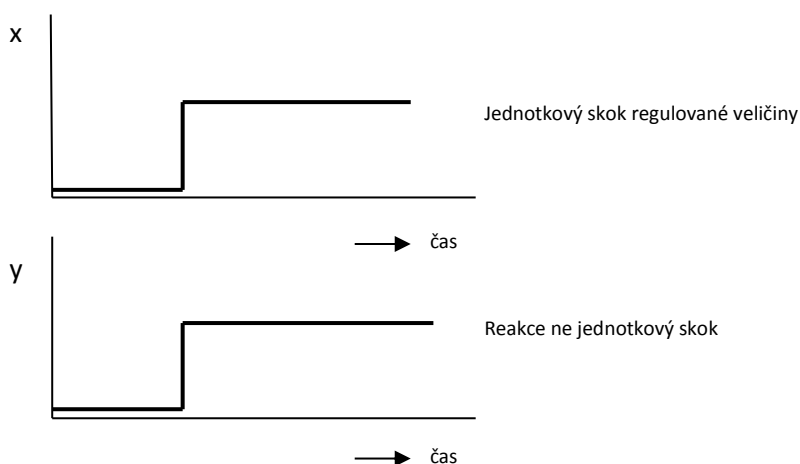 x
Jednotkový skok regulované veličiny
čas
y
Reakce ne jednotkový skok
čas